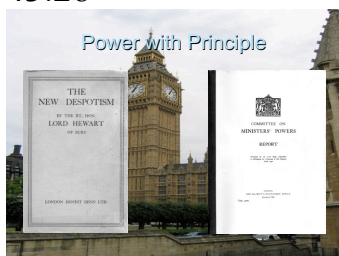 Power with Principle
THE
NEW DESPOTISM
BY THE RT. HON.
LORD HEWART
OF BURY
LONDON ERNEST BENN LTD.
COMMITTEE ON
MINISTERS' POWERS
REPORT
LONDON